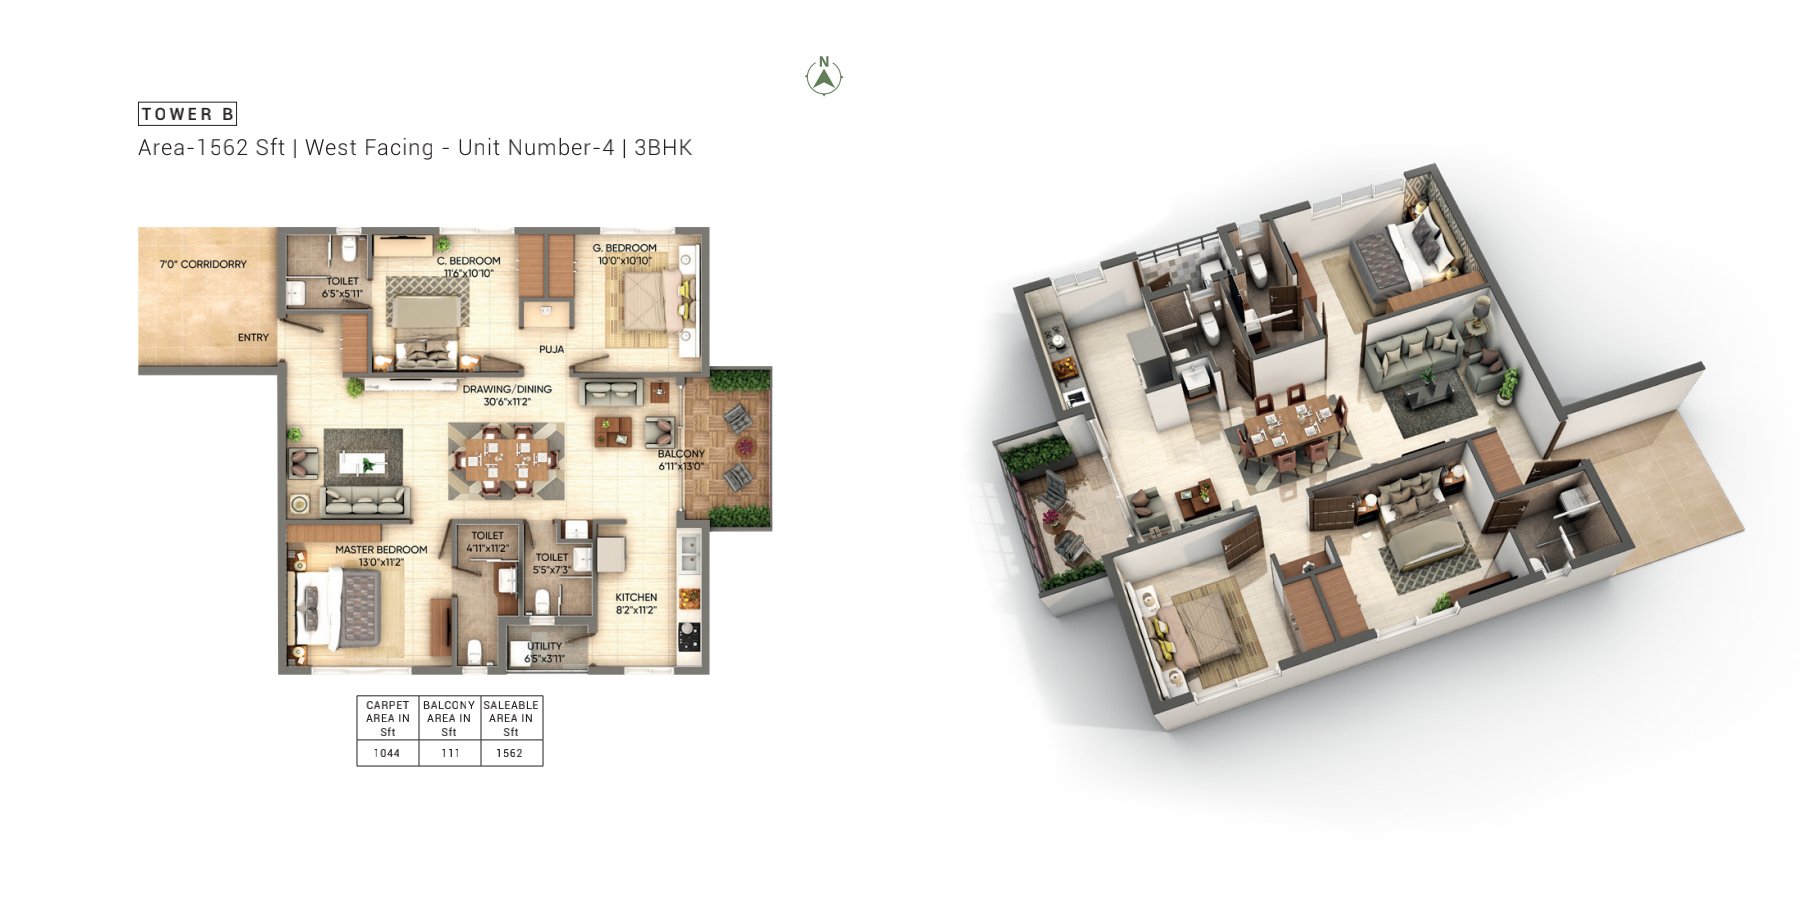 N
TOWER B
Area-1562 Sft | West Facing - Unit Number-4 | 3BHK
7'0" CORRIDORRY
ENTRY
TOILET
6'5"x5'11"
C. BEDROOM
11'6"x10'10"
G. BEDROOM
10'0"x10'10"
PUJA
DRAWING/DINING
30'6"x11'2"
BALCONY
6'11"x13'0"
MASTER BEDROOM
13'0"x11'2"
TOILET
4'11"x11'2"
TOILET
5'5"x7'3"
KITCHEN
8'2"x11'2"
UTILITY
6'5"x3'11"
CARPET AREA IN Sft
BALCONY AREA IN Sft
SALEABLE AREA IN Sft
1044
111
1562